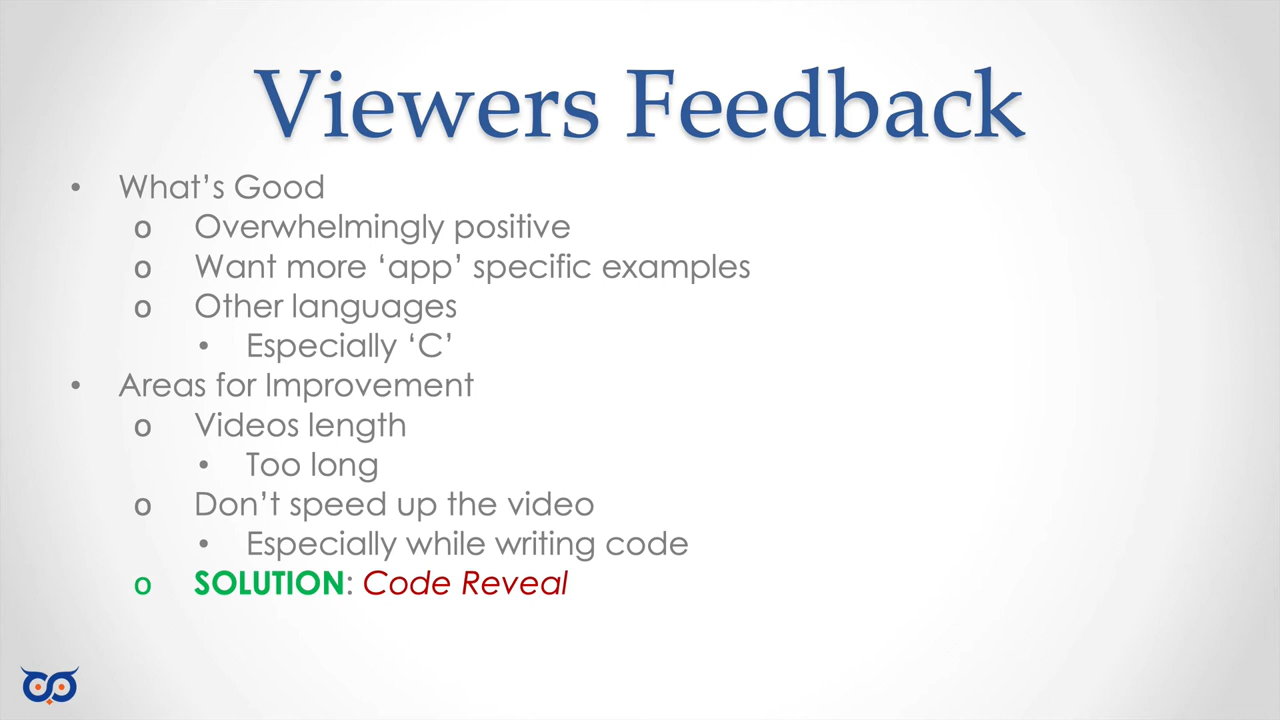 Viewers Feedback
• What’s Good
o Overwhelmingly positive
o Want more ‘app’ specific examples
o Other languages
• Especially ‘C’
• Areas for Improvement
o Videos length
• Too long
o Don’t speed up the video
• Especially while writing code
o SOLUTION: Code Reveal